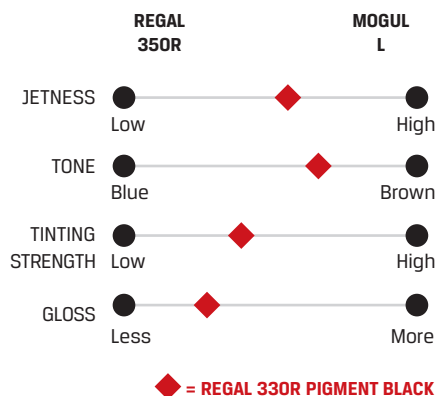 REGAL MOGUL
350R L
JETNESS
Low High
TONE
Blue Brown
TINTING
STRENGTH Low High
GLOSS
Less More
= REGAL 330R PIGMENT BLACK